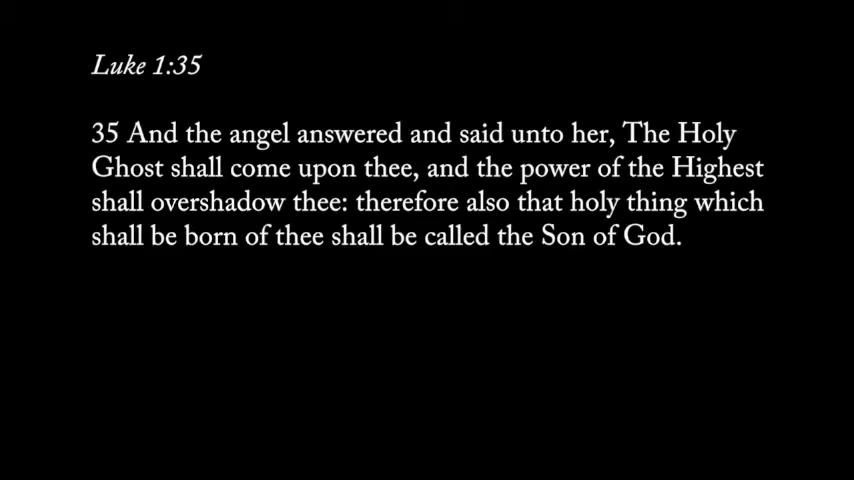 Luke 1:35
35 And the angel answered and said unto her, The Holy
Ghost shall come upon thee, and the power of the Highest
shall overshadow thee: therefore also that holy thing which
shall be born of thee shall be called the Son of God.